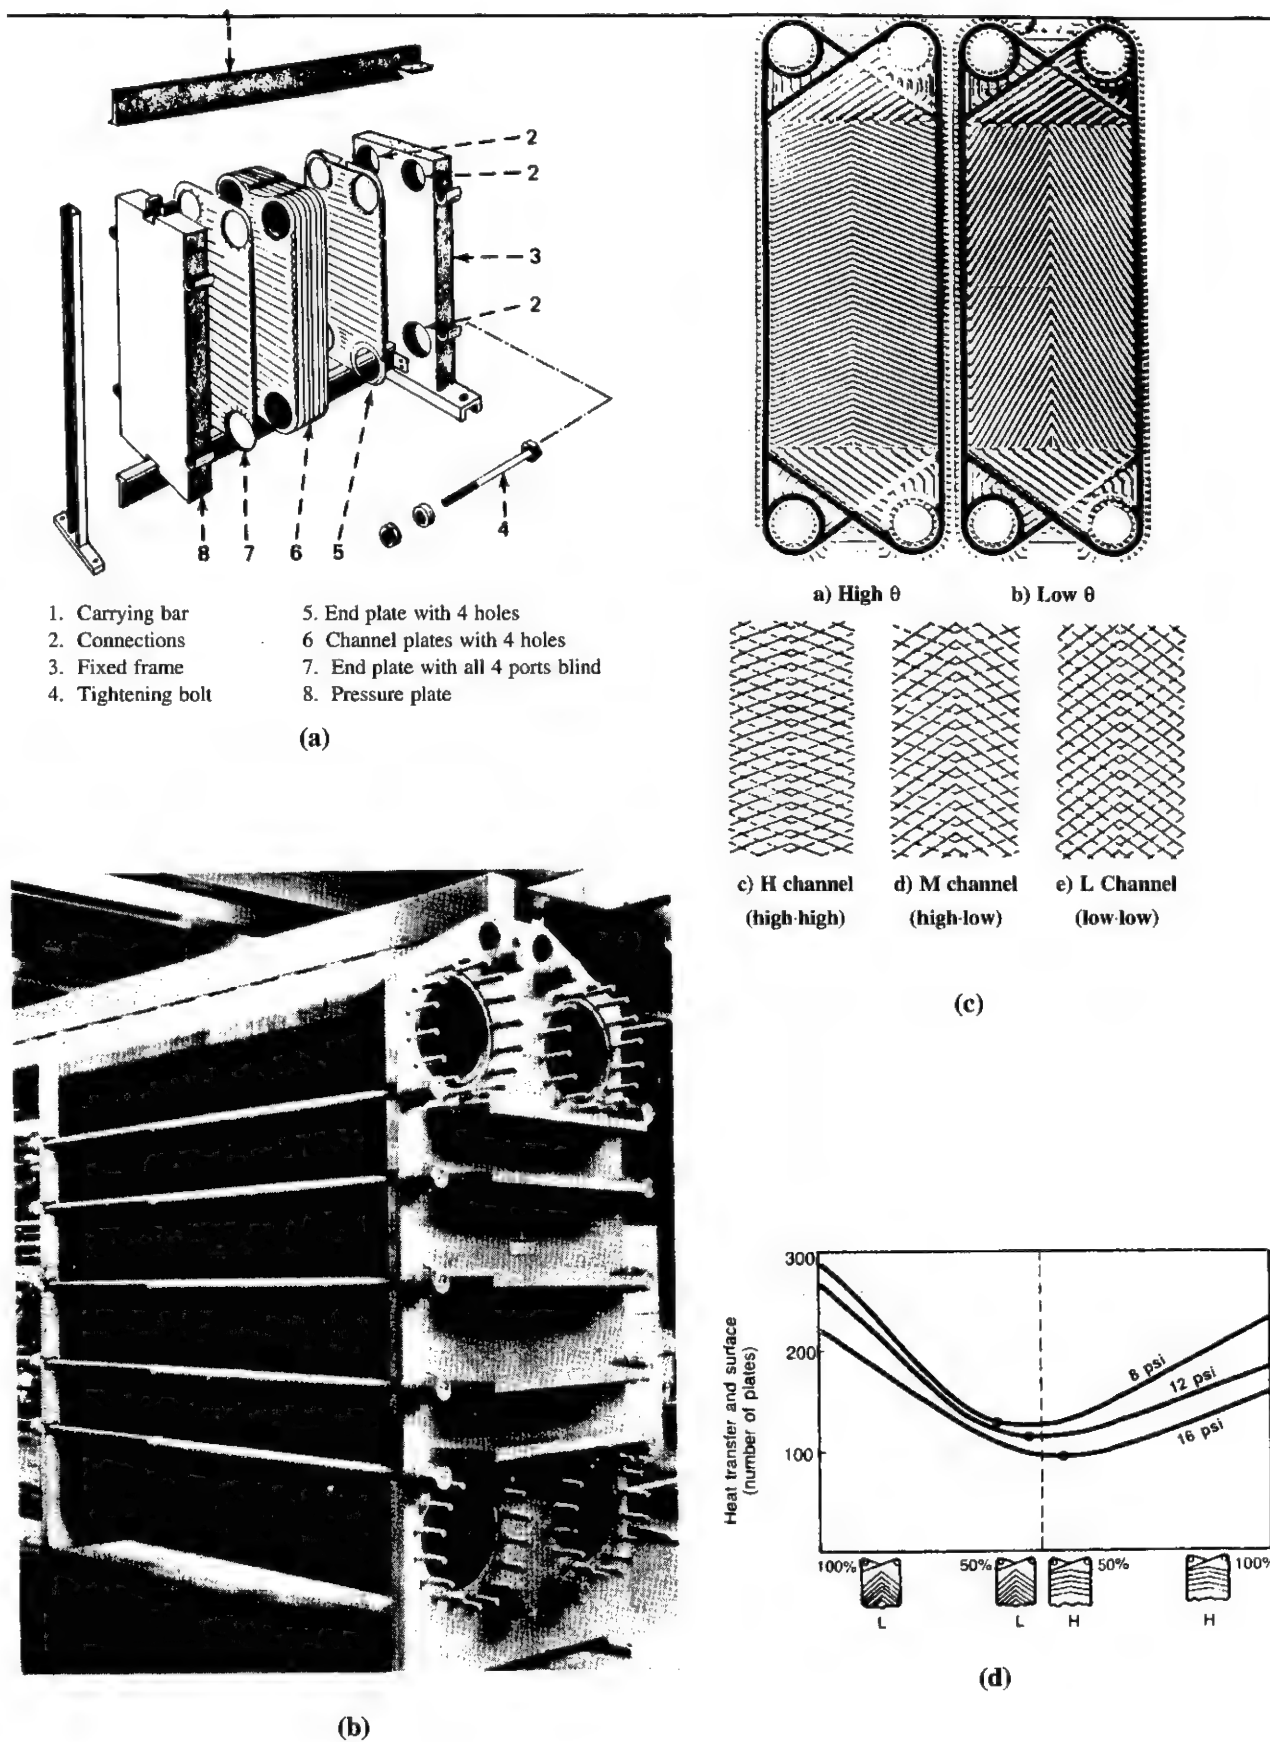 2
2
3
2
4
8 7 6 5
1. Carrying bar
2. Connections
3. Fixed frame
4. Tightening bolt
5. End plate with 4 holes
6 Channel plates with 4 holes
7. End plate with all 4 ports blind
8. Pressure plate
(a)
a) High θ b) Low θ
c) H channel d) M channel e) L Channel
(high-high) (high-low) (low-low)
(c)
(b)
Heat transfer and surface
(number of plates)
300
200
100
8 psi
12 psi
16 psi
100% 50% 50% 100%
L L H H
(d)